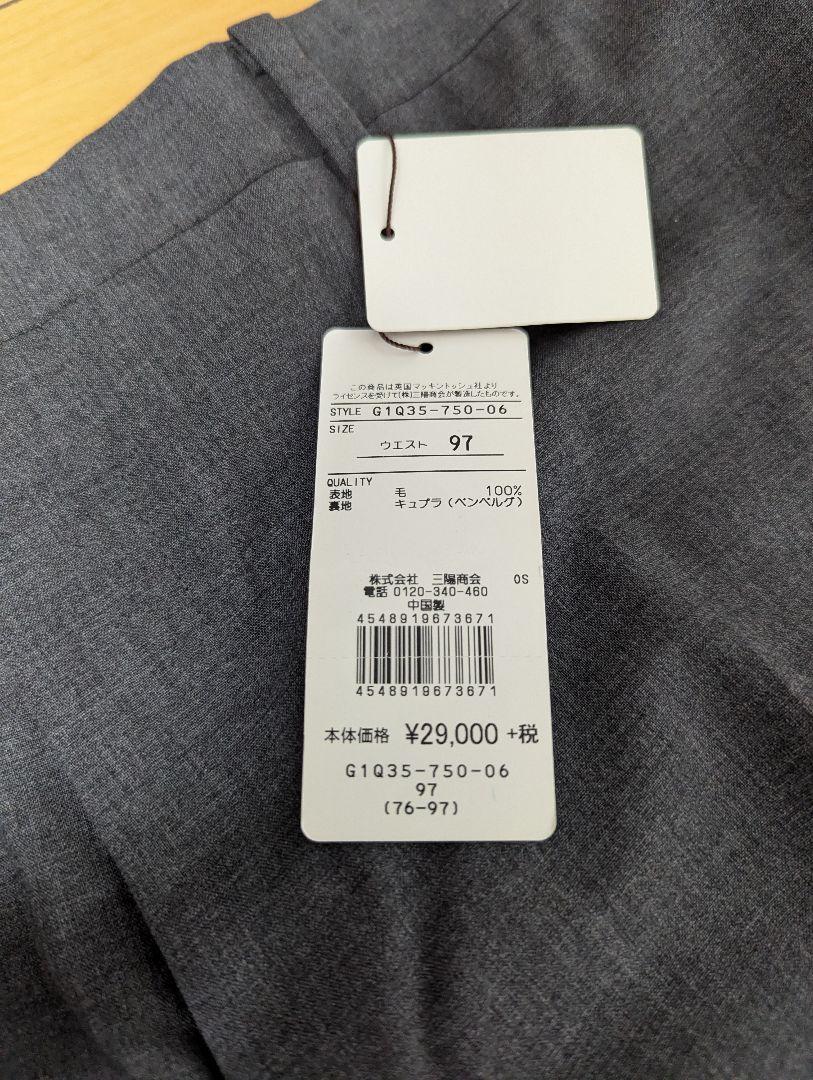 この商品は英国マッキントッシュ社より
ライセンスを受けて(株)三陽商会が製造したものです。
STYLE G1Q35-750-06
SIZE
ウエスト 97
QUALITY
表地 毛 100%
裏地 キュプラ(ベンベルグ)
株式会社 三陽商会 OS
電話 0120-340-460
中国製
4548919673671
4548919673671
本体価格 ¥29,000 +税
G1Q35-750-06
97
(76-97)